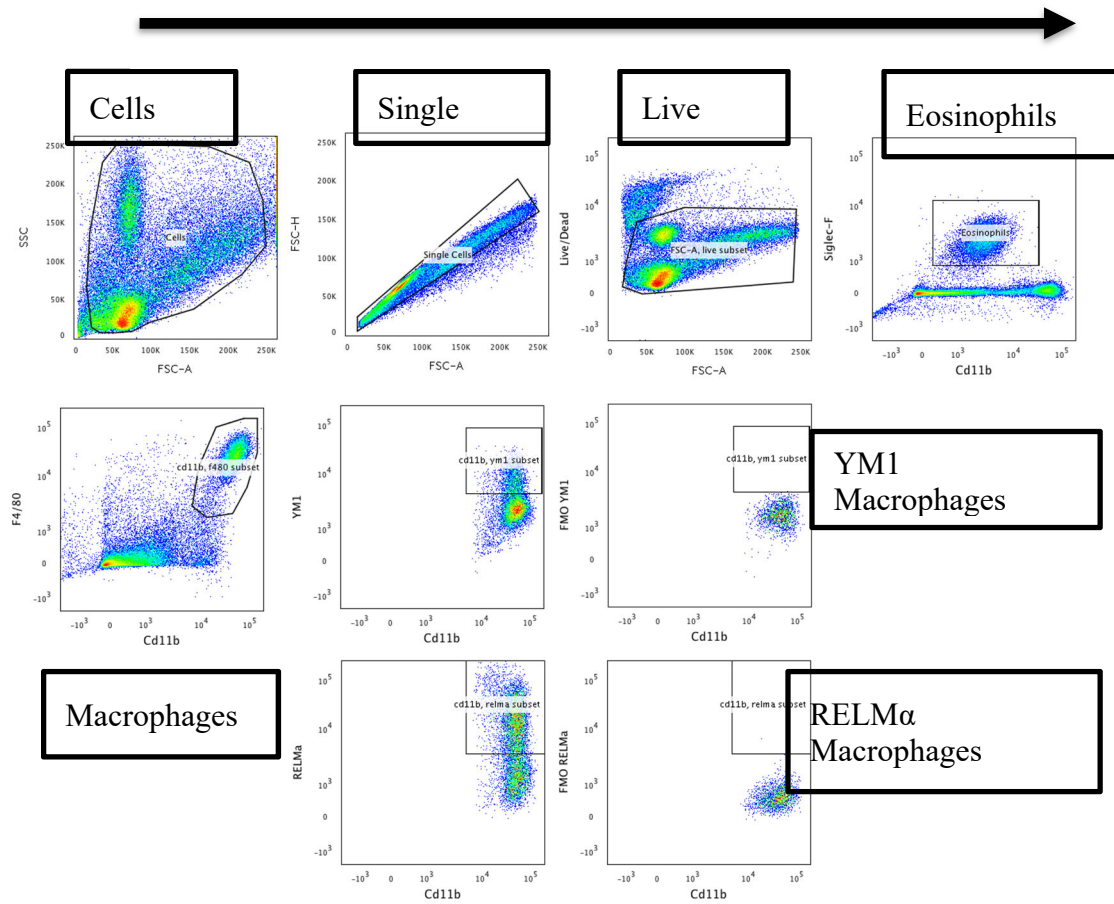 Cells
Single
Live
Eosinophils
250K
200K
150K
100K
50K
0
SSC
Cells
0
50K
100K
150K
200K
250K
FSC-A
250K
200K
150K
100K
50K
0
FSC-H
Single Cells
0
50K
100K
150K
200K
250K
FSC-A
10^5
10^4
10^3
0
-10^3
Live/Dead
FSC-A, live subset
0
50K
100K
150K
200K
250K
FSC-A
10^5
10^4
10^3
0
-10^3
Siglec-F
Eosinophils
-10^3
0
10^3
10^4
10^5
Cd11b
10^5
10^4
10^3
0
-10^3
F4/80
cd11b, f480 subset
-10^3
0
10^3
10^4
10^5
Cd11b
10^5
10^4
10^3
0
-10^3
YM1
cd11b, ym1 subset
-10^3
0
10^3
10^4
10^5
Cd11b
10^5
10^4
10^3
0
-10^3
FMO YM1
cd11b, ym1 subset
-10^3
0
10^3
10^4
10^5
Cd11b
YM1
Macrophages
Macrophages
10^5
10^4
10^3
0
-10^3
RELMa
cd11b, relma subset
-10^3
0
10^3
10^4
10^5
Cd11b
10^5
10^4
10^3
0
-10^3
FMO RELMa
cd11b, relma subset
-10^3
0
10^3
10^4
10^5
Cd11b
RELMα
Macrophages